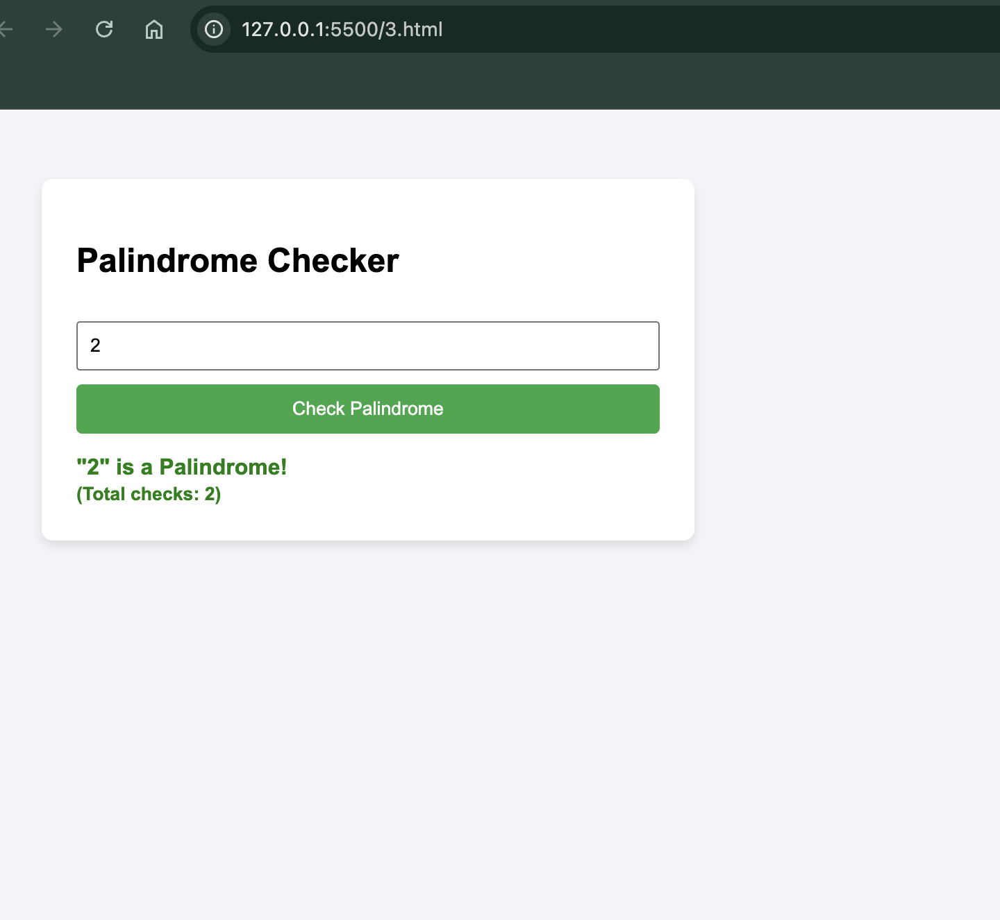 127.0.0.1:5500/3.html
Palindrome Checker
2
Check Palindrome
"2" is a Palindrome!
(Total checks: 2)